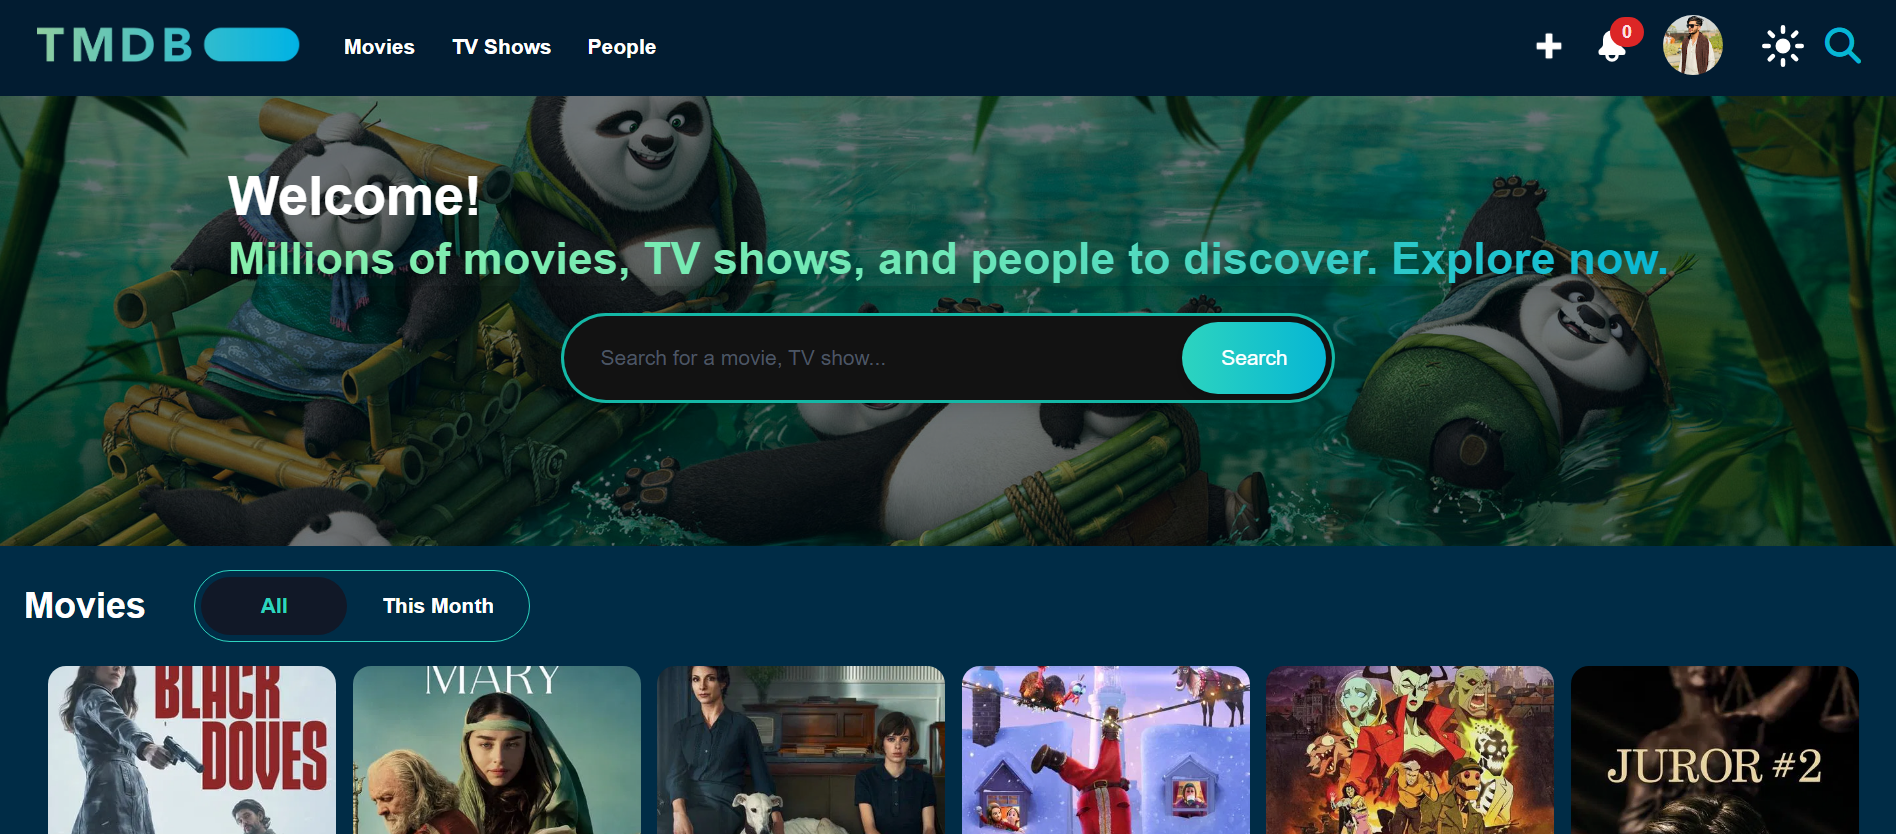 TMDB
Movies
TV Shows
People
0
Welcome!
Millions of movies, TV shows, and people to discover. Explore now.
Search for a movie, TV show...
Search
Movies
All
This Month
BLACK
DOVES
MARY
JUROR #2